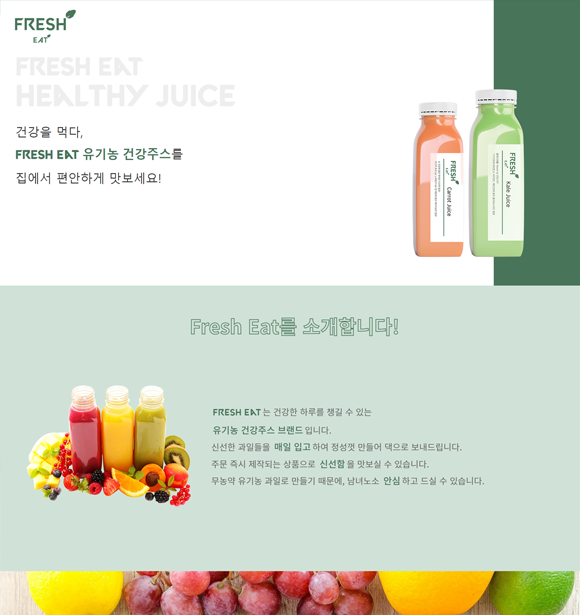 FRESH
EAT
FRESH EAT
HEALTHY JUICE
건강을 먹다,
FRESH EAT 유기농 건강주스를
집에서 편안하게 맛보세요!
FRESH
EAT
Carrot Juice
FRESH
EAT
Kale Juice
Fresh Eat를 소개합니다!
FRESH EAT 는 건강한 하루를 챙길 수 있는
유기농 건강주스 브랜드 입니다.
신선한 과일들을 매일 입고 하여 정성껏 만들어 댁으로 보내드립니다.
주문 즉시 제작되는 상품으로 신선함 을 맛보실 수 있습니다.
무농약 유기농 과일로 만들기 때문에, 남녀노소 안심 하고 드실 수 있습니다.